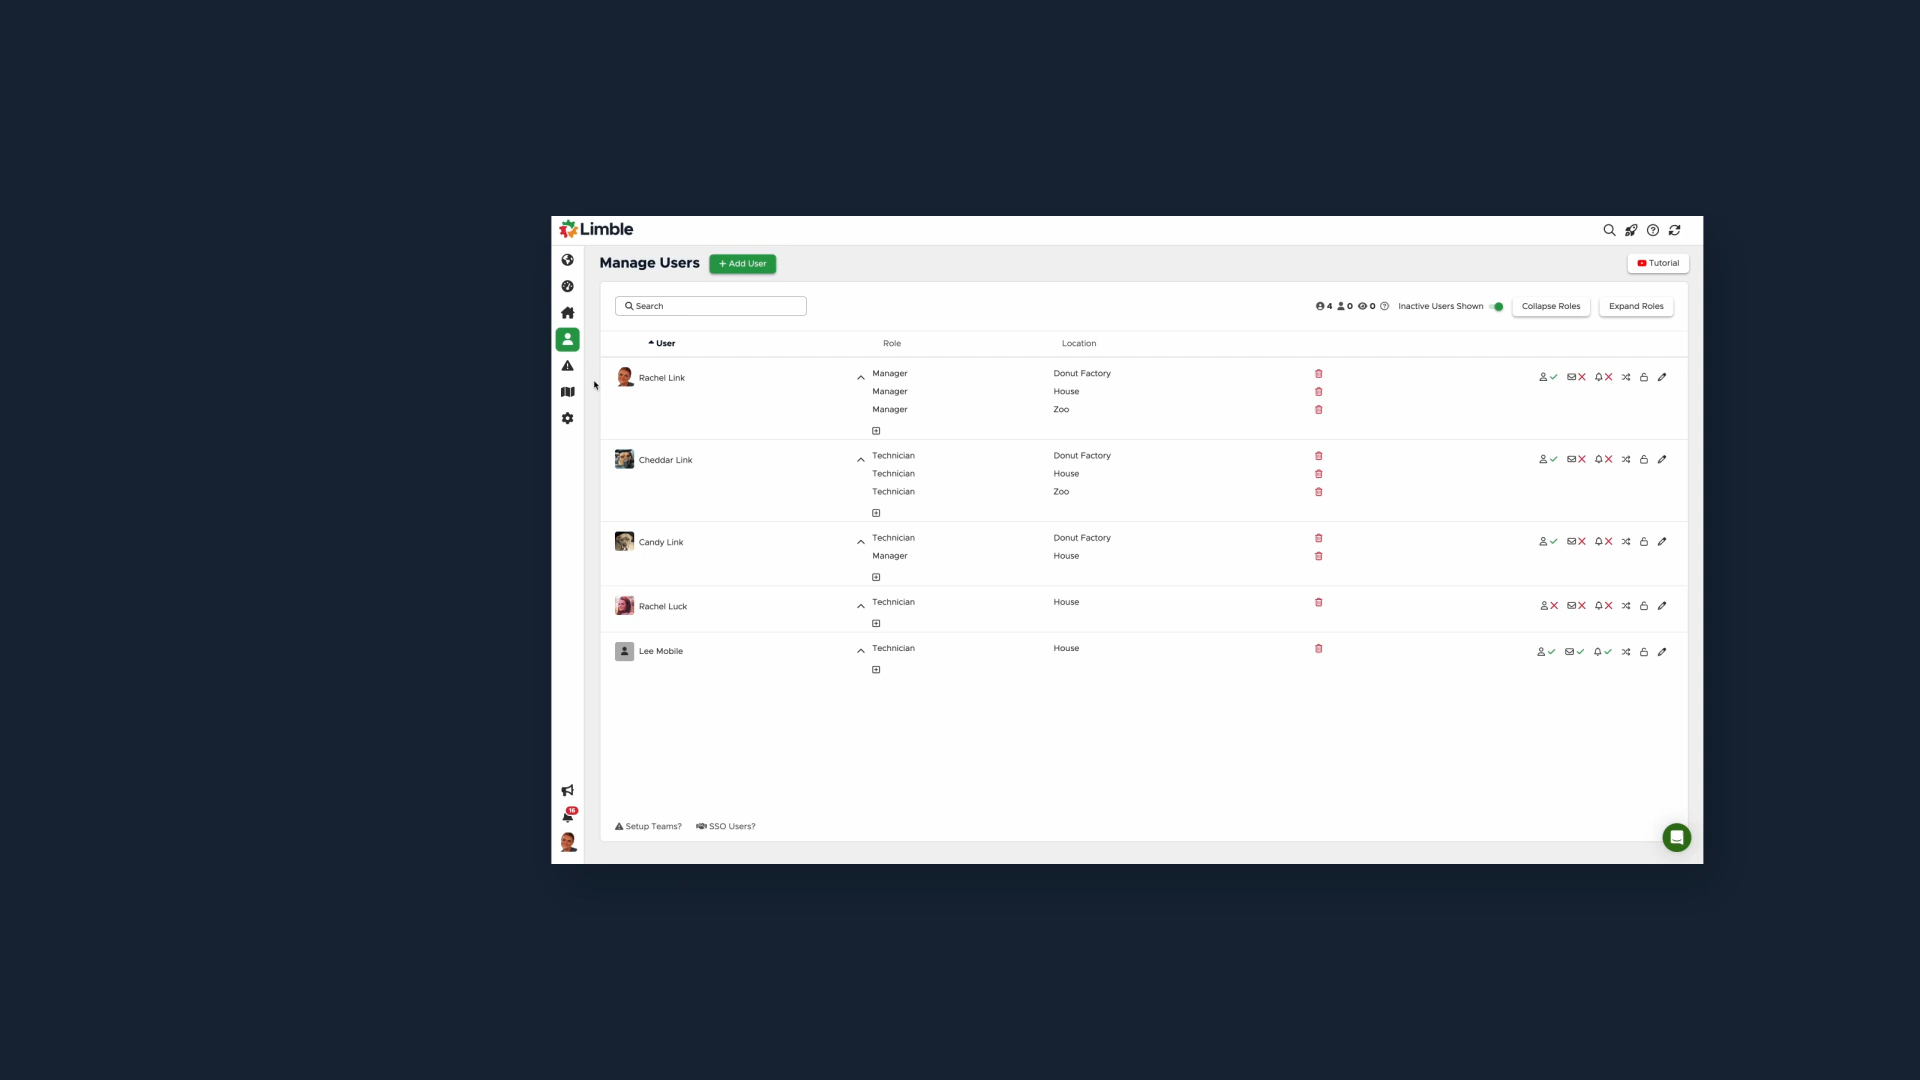 Limble
Manage Users
+ Add User
Tutorial
Search
4 0 0 Inactive Users Shown Collapse Roles Expand Roles
User Role Location
Rachel Link Manager Donut Factory
Manager House
Manager Zoo
Cheddar Link Technician Donut Factory
Technician House
Technician Zoo
Candy Link Technician Donut Factory
Manager House
Rachel Luck Technician House
Lee Mobile Technician House
16
Setup Teams? SSO Users?